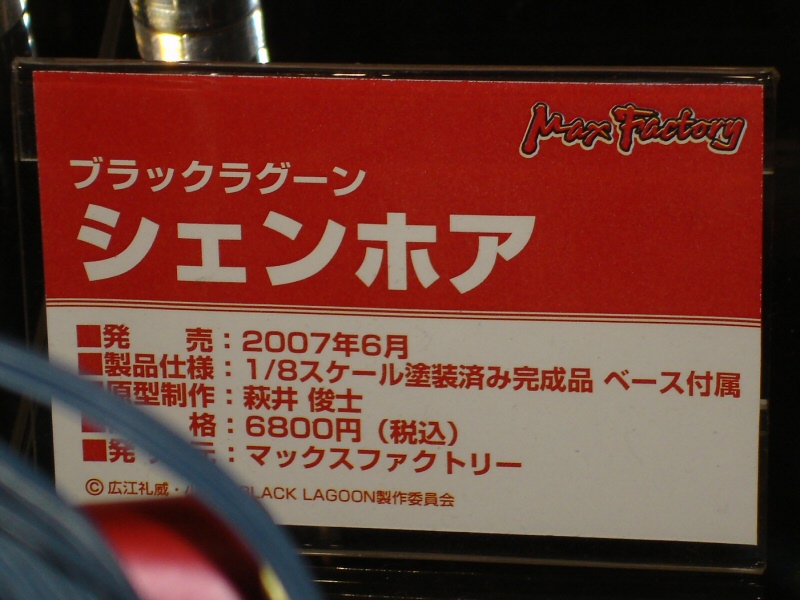 Max Factory
ブラックラグーン
シェンホア
■発　　売：2007年6月
■製品仕様：1/8スケール塗装済み完成品 ベース付属
■原型制作：萩井 俊士
格：6800円（税込）
■発 元：マックスファクトリー
©広江礼威・ BLACK LAGOON製作委員会